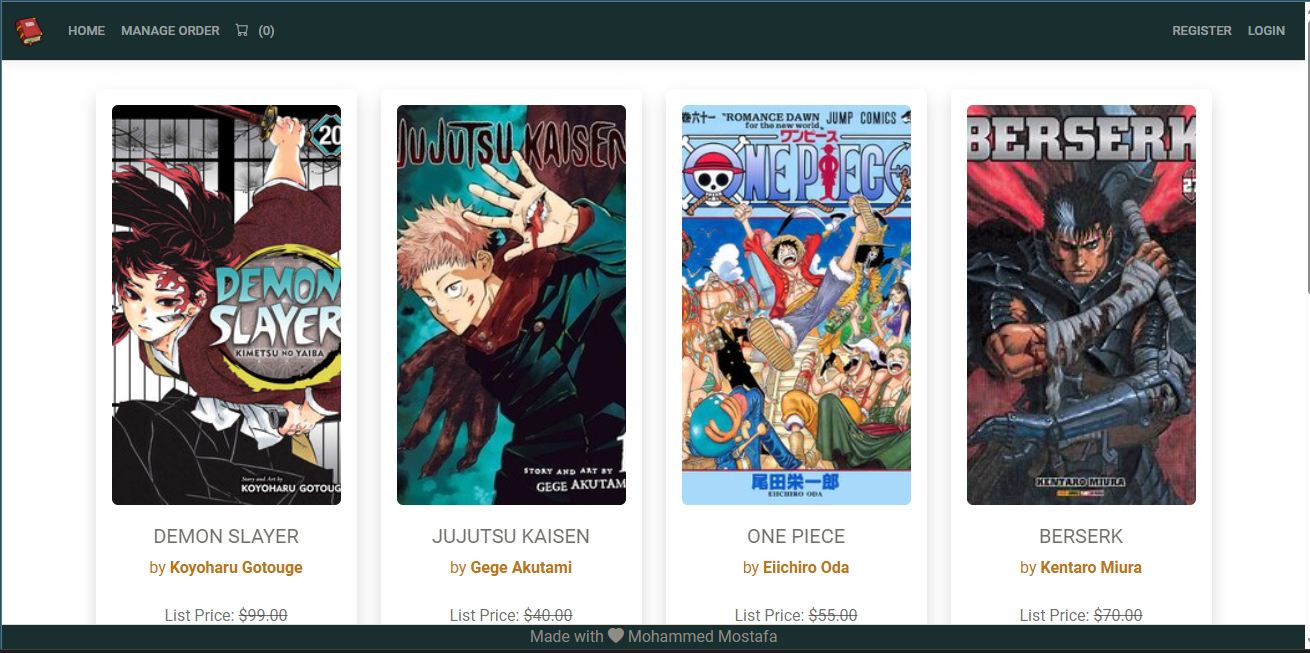 HOME MANAGE ORDER (0) REGISTER LOGIN
20
DEMON
SLAYER
KIMETSU NO YAIBA
Story and Art by
KOYOHARU GOTOUG
JUJUTSU KAISEN
STORY AND ART BY
GEGE AKUTAM
巻六十一 "ROMANCE DAWN JUMP COMICS
for the new world"
ワンピース
ONE PIECE
尾田栄一郎
EIICHIRO ODA
BERSERK
27
KENTARO MIURA
DEMON SLAYER
by Koyoharu Gotouge
List Price: $99.00
JUJUTSU KAISEN
by Gege Akutami
List Price: $40.00
ONE PIECE
by Eiichiro Oda
List Price: $55.00
BERSERK
by Kentaro Miura
List Price: $70.00
Made with Mohammed Mostafa